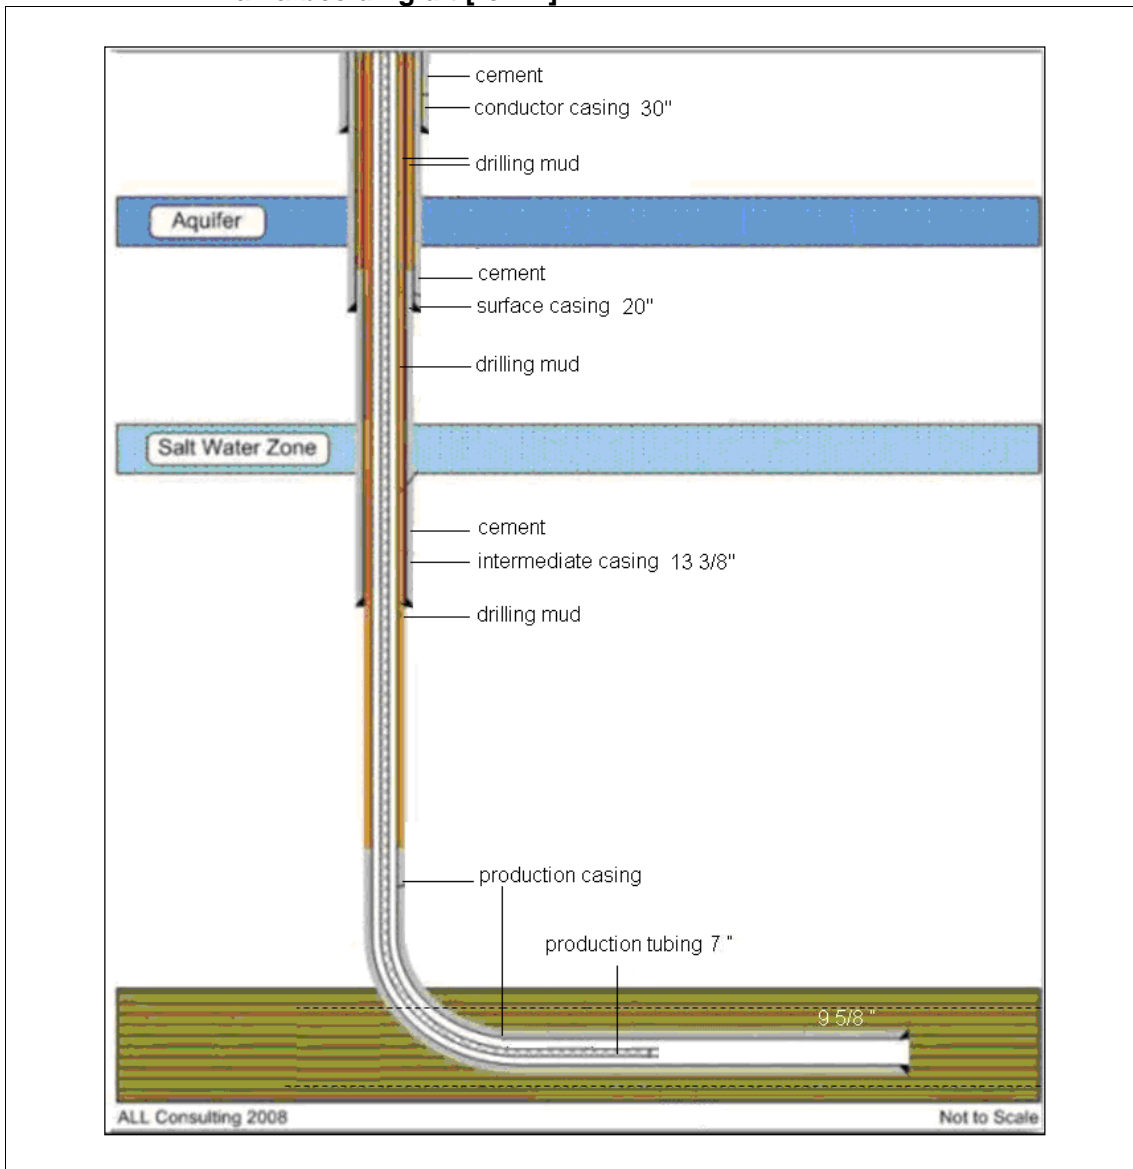 cement
conductor casing 30"
drilling mud
Aquifer
cement
surface casing 20"
drilling mud
Salt Water Zone
cement
intermediate casing 13 3/8"
drilling mud
production casing
production tubing 7 "
9 5/8 "
ALL Consulting 2008
Not to Scale